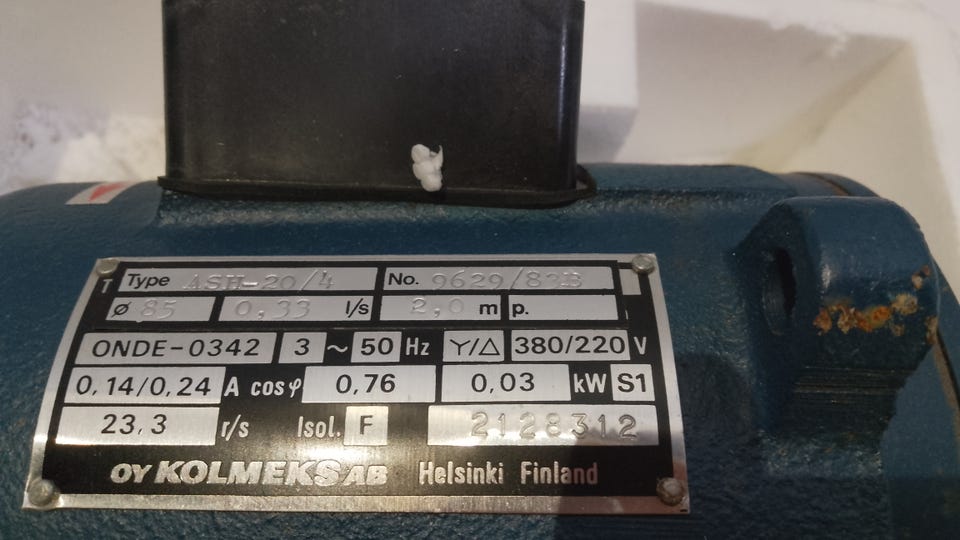 T Type ASH-20/4 No. 9629/83B
Ø 85 0,33 l/s 2,0 m p.
ONDE-0342 3 ~ 50 Hz Y/△ 380/220 V
0,14/0,24 A cosφ 0,76 0,03 kW S1
23,3 r/s Isol. F 2128312
OY KOLMEKS AB Helsinki Finland